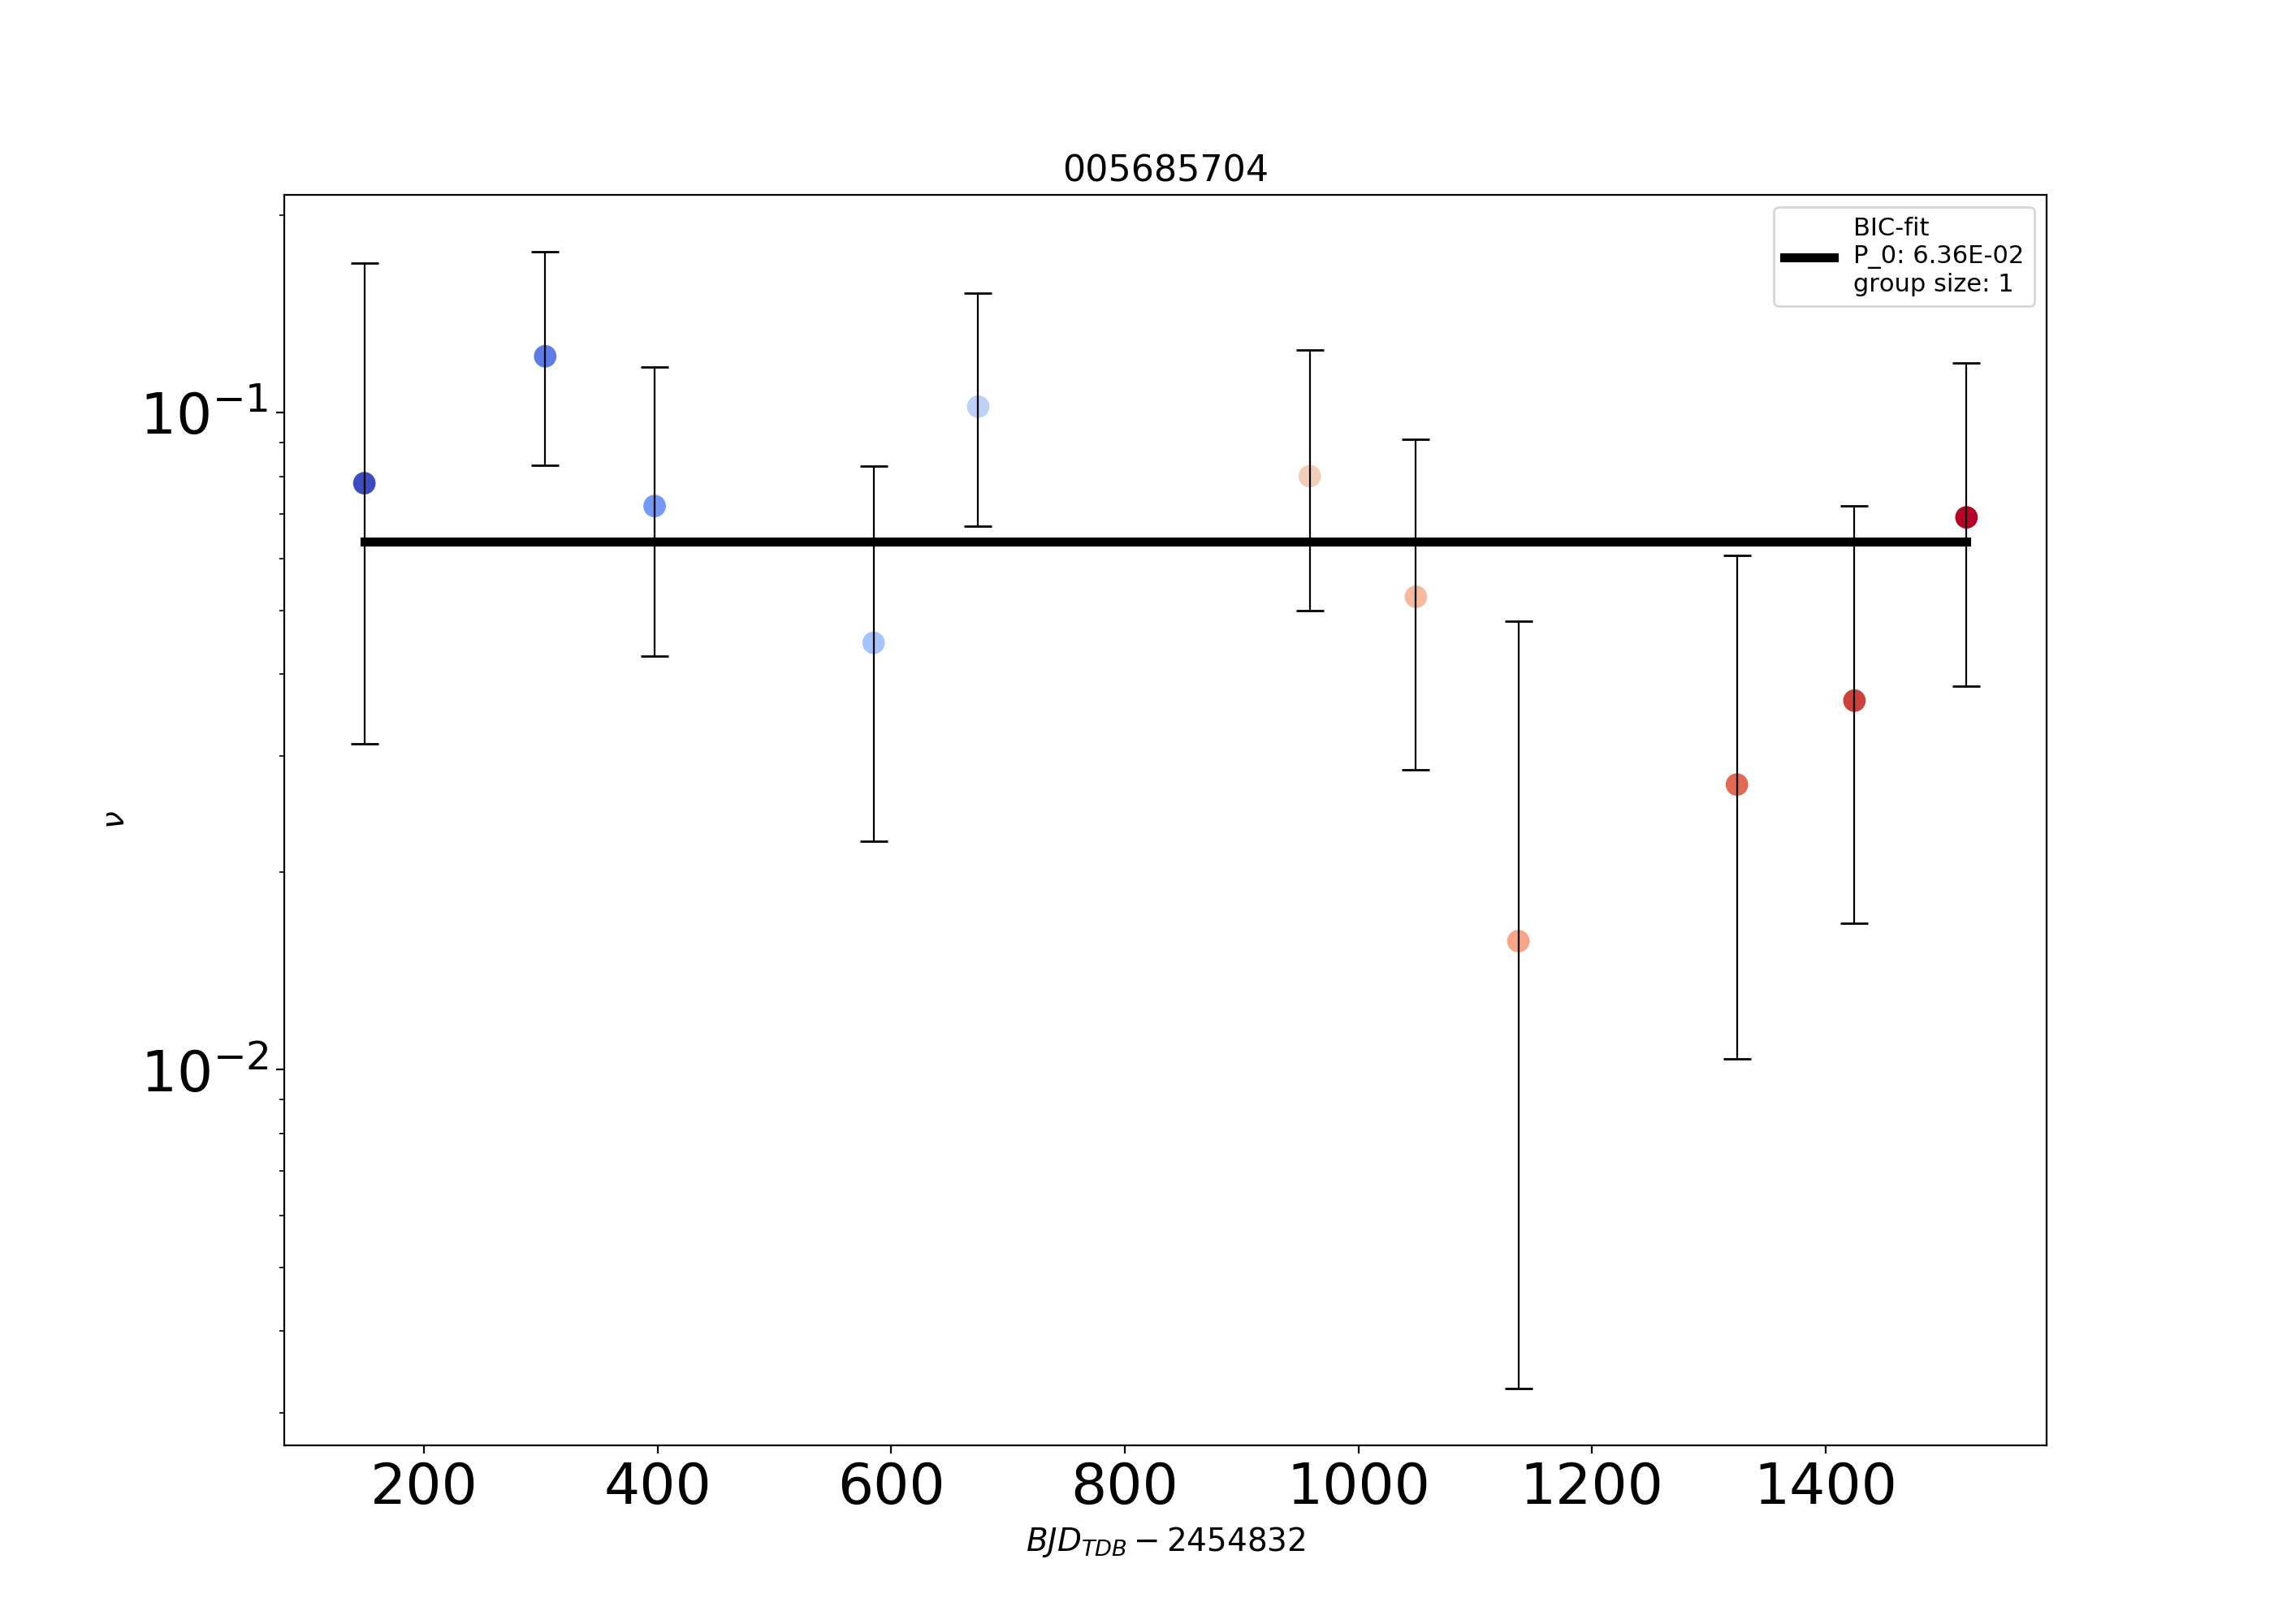 005685704
BIC-fit
P_0: 6.36E-02
group size: 1
10⁻¹
10⁻²
ν
200 400 600 800 1000 1200 1400
BJD_TDB − 2454832